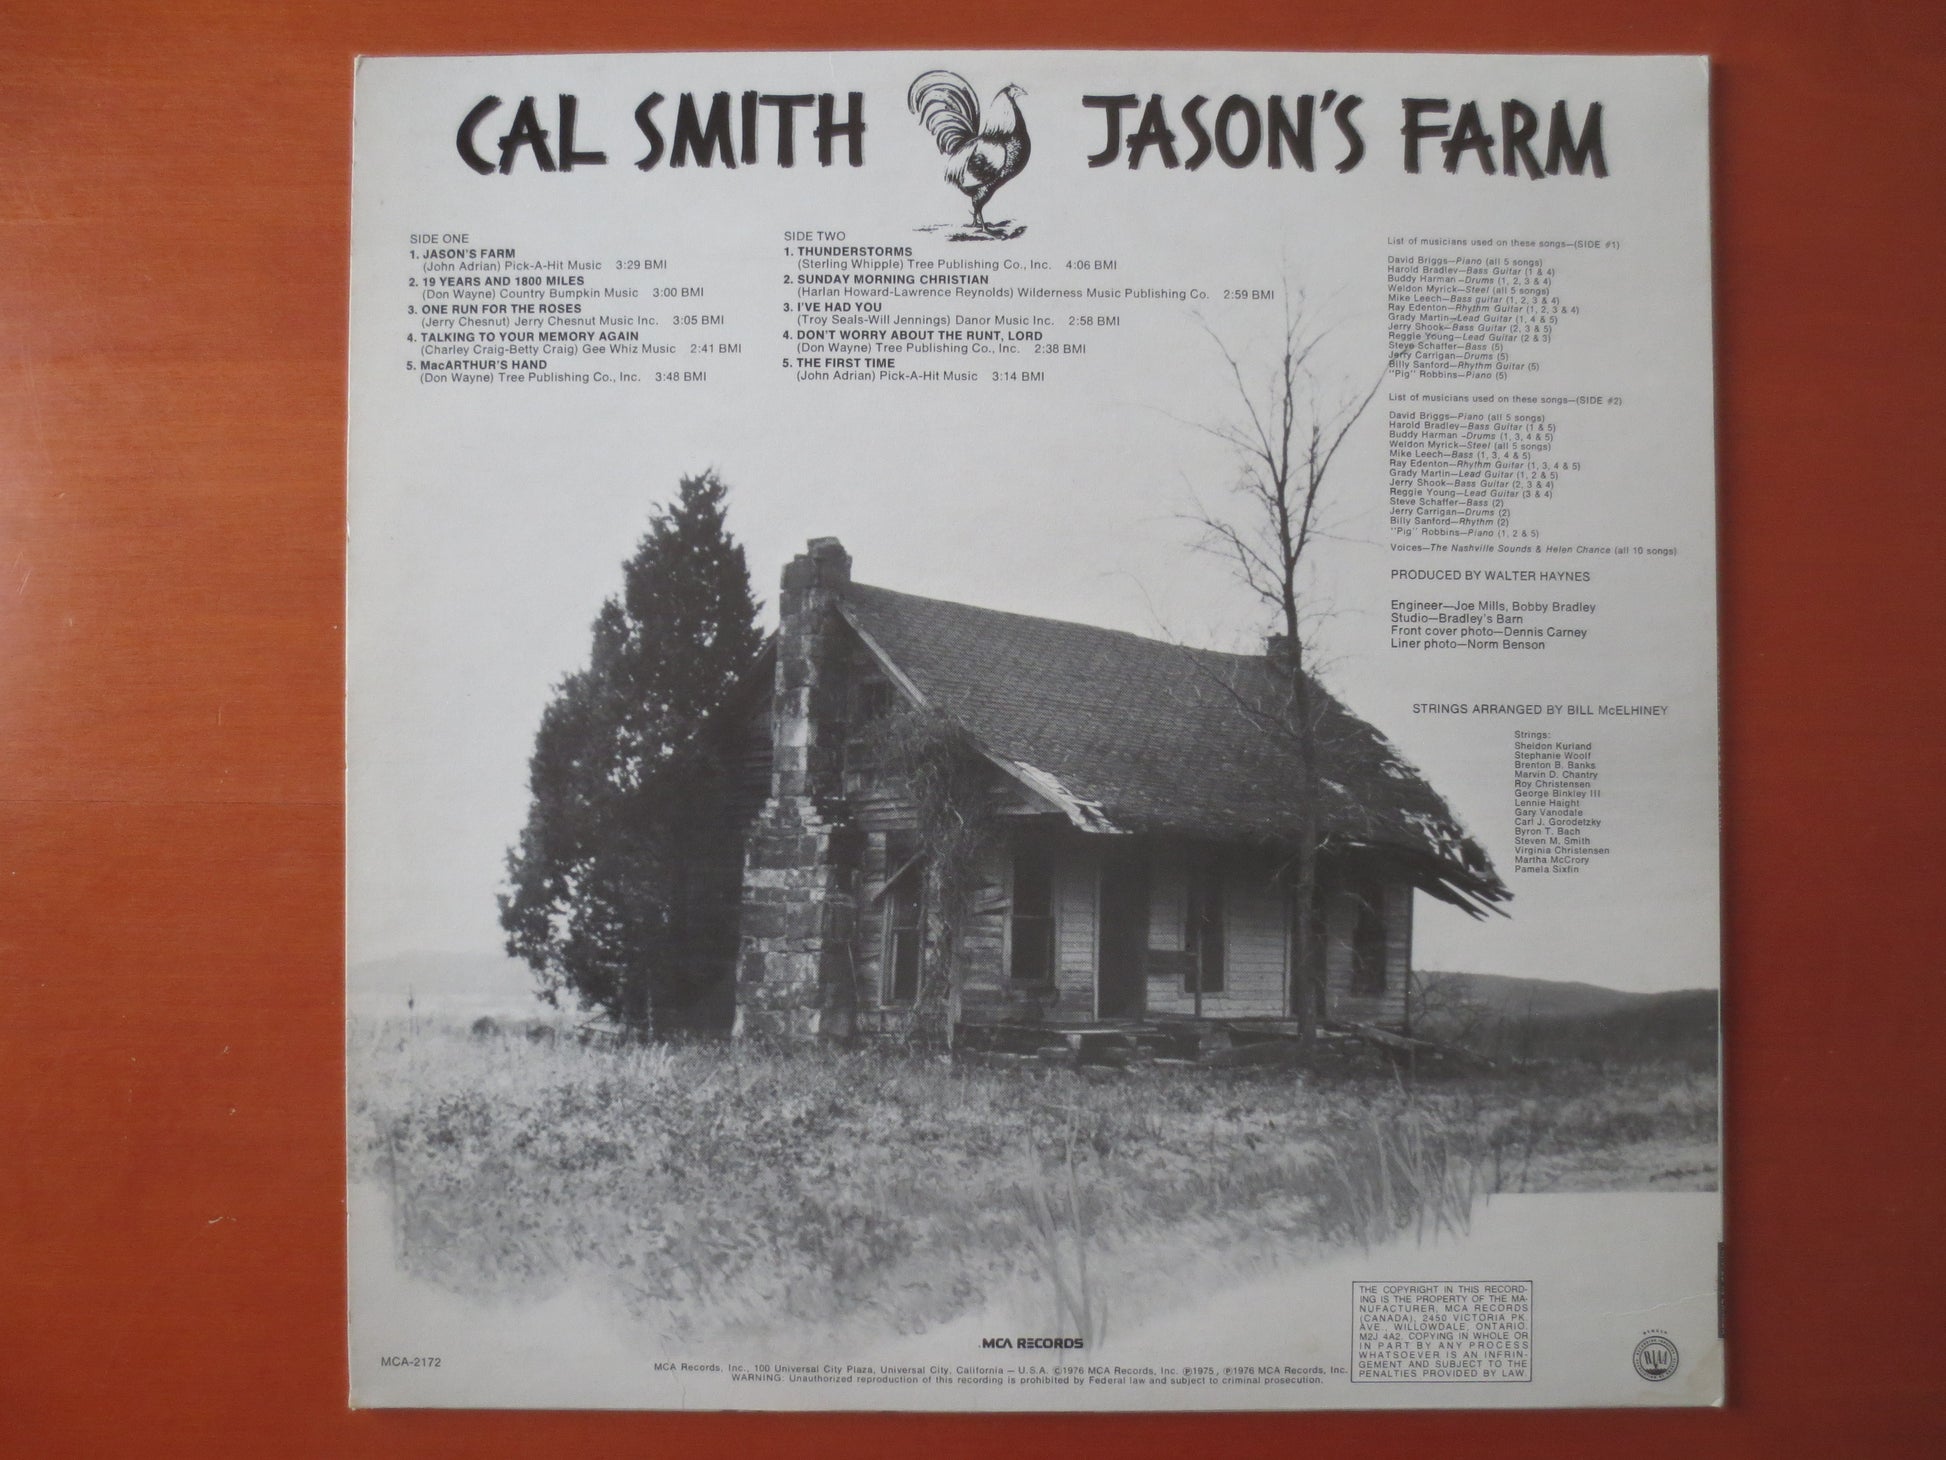 CAL SMITH JASON'S FARM
SIDE ONE
1. JASON'S FARM
(John Adrian) Pick-A-Hit Music 3:29 BMI
2. 19 YEARS AND 1800 MILES
(Don Wayne) Country Bumpkin Music 3:00 BMI
3. ONE RUN FOR THE ROSES
(Jerry Chesnut) Jerry Chesnut Music Inc. 3:05 BMI
4. TALKING TO YOUR MEMORY AGAIN
(Charley Craig-Betty Craig) Gee Whiz Music 2:41 BMI
5. MacARTHUR'S HAND
(Don Wayne) Tree Publishing Co., Inc. 3:48 BMI
SIDE TWO
1. THUNDERSTORMS
(Sterling Whipple) Tree Publishing Co., Inc. 4:06 BMI
2. SUNDAY MORNING CHRISTIAN
(Harlan Howard-Lawrence Reynolds) Wilderness Music Publishing Co. 2:59 BMI
3. I'VE HAD YOU
(Troy Seals-Will Jennings) Danor Music Inc. 2:58 BMI
4. DON'T WORRY ABOUT THE RUNT, LORD
(Don Wayne) Tree Publishing Co., Inc. 2:38 BMI
5. THE FIRST TIME
(John Adrian) Pick-A-Hit Music 3:14 BMI
List of musicians used on these songs—(SIDE #1)
David Briggs—Piano (all 5 songs)
Harold Bradley—Bass Guitar (1 & 4)
Buddy Harman—Drums (1, 2, 3 & 4)
Weldon Myrick—Steel (all 5 songs)
Mike Leech—Bass guitar (1, 2, 3 & 4)
Ray Edenton—Rhythm Guitar (1, 2, 3 & 4)
Grady Martin—Lead Guitar (1, 4 & 5)
Jerry Shook—Bass Guitar (2, 3 & 5)
Reggie Young—Lead Guitar (2 & 3)
Steve Schaffer—Bass (5)
Jerry Carrigan—Drums (5)
Billy Sanford—Rhythm Guitar (5)
"Pig" Robbins—Piano (5)
List of musicians used on these songs—(SIDE #2)
David Briggs—Piano (all 5 songs)
Harold Bradley—Bass Guitar (1 & 5)
Buddy Harman—Drums (1, 3, 4 & 5)
Weldon Myrick—Steel (all 5 songs)
Mike Leech—Bass (1, 3, 4 & 5)
Ray Edenton—Rhythm Guitar (1, 3, 4 & 5)
Grady Martin—Lead Guitar (1, 2 & 5)
Jerry Shook—Bass Guitar (2, 3 & 4)
Reggie Young—Lead Guitar (3 & 4)
Steve Schaffer—Bass (2)
Jerry Carrigan—Drums (2)
Billy Sanford—Rhythm (2)
"Pig" Robbins—Piano (1, 2 & 5)
Voices—The Nashville Sounds & Helen Chance (all 10 songs)
PRODUCED BY WALTER HAYNES
Engineer—Joe Mills, Bobby Bradley
Studio—Bradley's Barn
Front cover photo—Dennis Carney
Liner photo—Norm Benson
STRINGS ARRANGED BY BILL McELHINEY
Strings:
Sheldon Kurland
Stephanie Woolf
Brenton B. Banks
Marvin D. Chantry
Roy Christensen
George Binkley III
Lennie Haight
Gary Vanodale
Carl J. Gorodetzky
Byron T. Bach
Steven M. Smith
Virginia Christensen
Martha McCrory
Pamela Sixfin
MCA RECORDS
MCA-2172
MCA Records, Inc., 100 Universal City Plaza, Universal City, California — U.S.A. ©1976 MCA Records, Inc. ℗1975, ℗1976 MCA Records, Inc.
WARNING: Unauthorized reproduction of this recording is prohibited by Federal law and subject to criminal prosecution.
THE COPYRIGHT IN THIS RECORD-
ING IS THE PROPERTY OF THE MA-
NUFACTURER, MCA RECORDS
(CANADA), 2450 VICTORIA PK.
AVE., WILLOWDALE, ONTARIO,
M2J 4A2. COPYING IN WHOLE OR
IN PART BY ANY PROCESS
WHATSOEVER IS AN INFRIN-
GEMENT AND SUBJECT TO THE
PENALTIES PROVIDED BY LAW